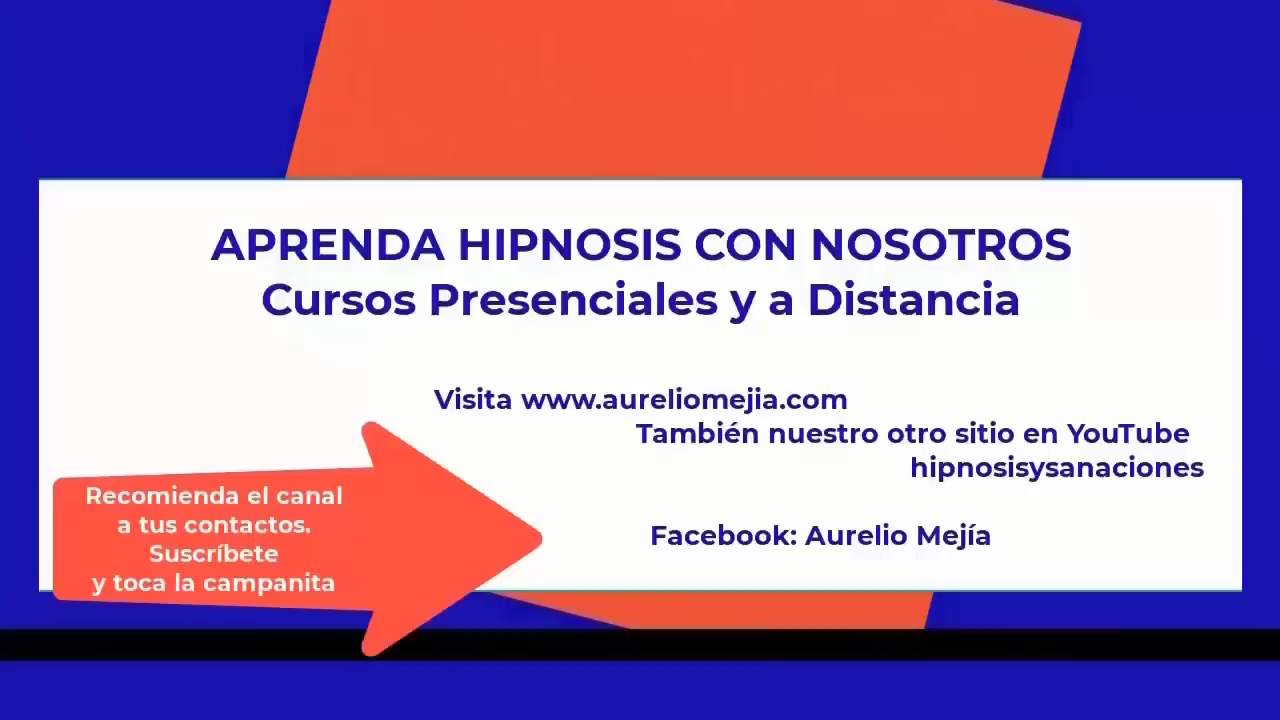 APRENDA HIPNOSIS CON NOSOTROS
Cursos Presenciales y a Distancia
Visita www.aureliomejia.com
También nuestro otro sitio en YouTube
hipnosisysanaciones
Facebook: Aurelio Mejía
Recomienda el canal
a tus contactos.
Suscríbete
y toca la campanita